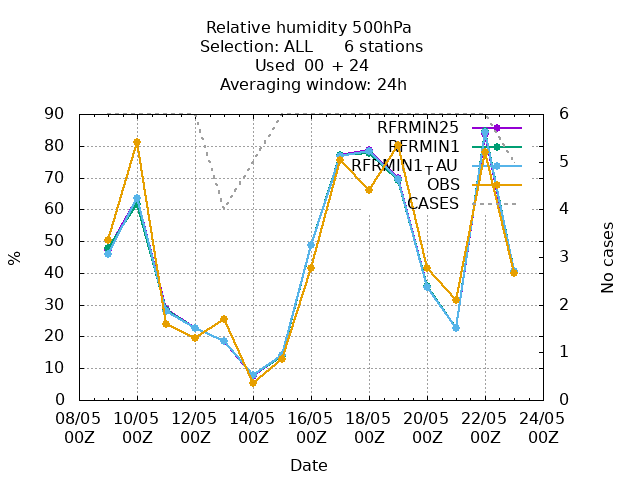 Relative humidity 500hPa
Selection: ALL 6 stations
Used 00 + 24
Averaging window: 24h
90 6
80 5
70
60 4
50
40 3
30 2
20
10 1
0 0
%
No cases
RFRMIN25
RFRMIN1
RFRMIN1┬AU
OBS
CASES
08/05 10/05 12/05 14/05 16/05 18/05 20/05 22/05 24/05
00Z 00Z 00Z 00Z 00Z 00Z 00Z 00Z 00Z
Date